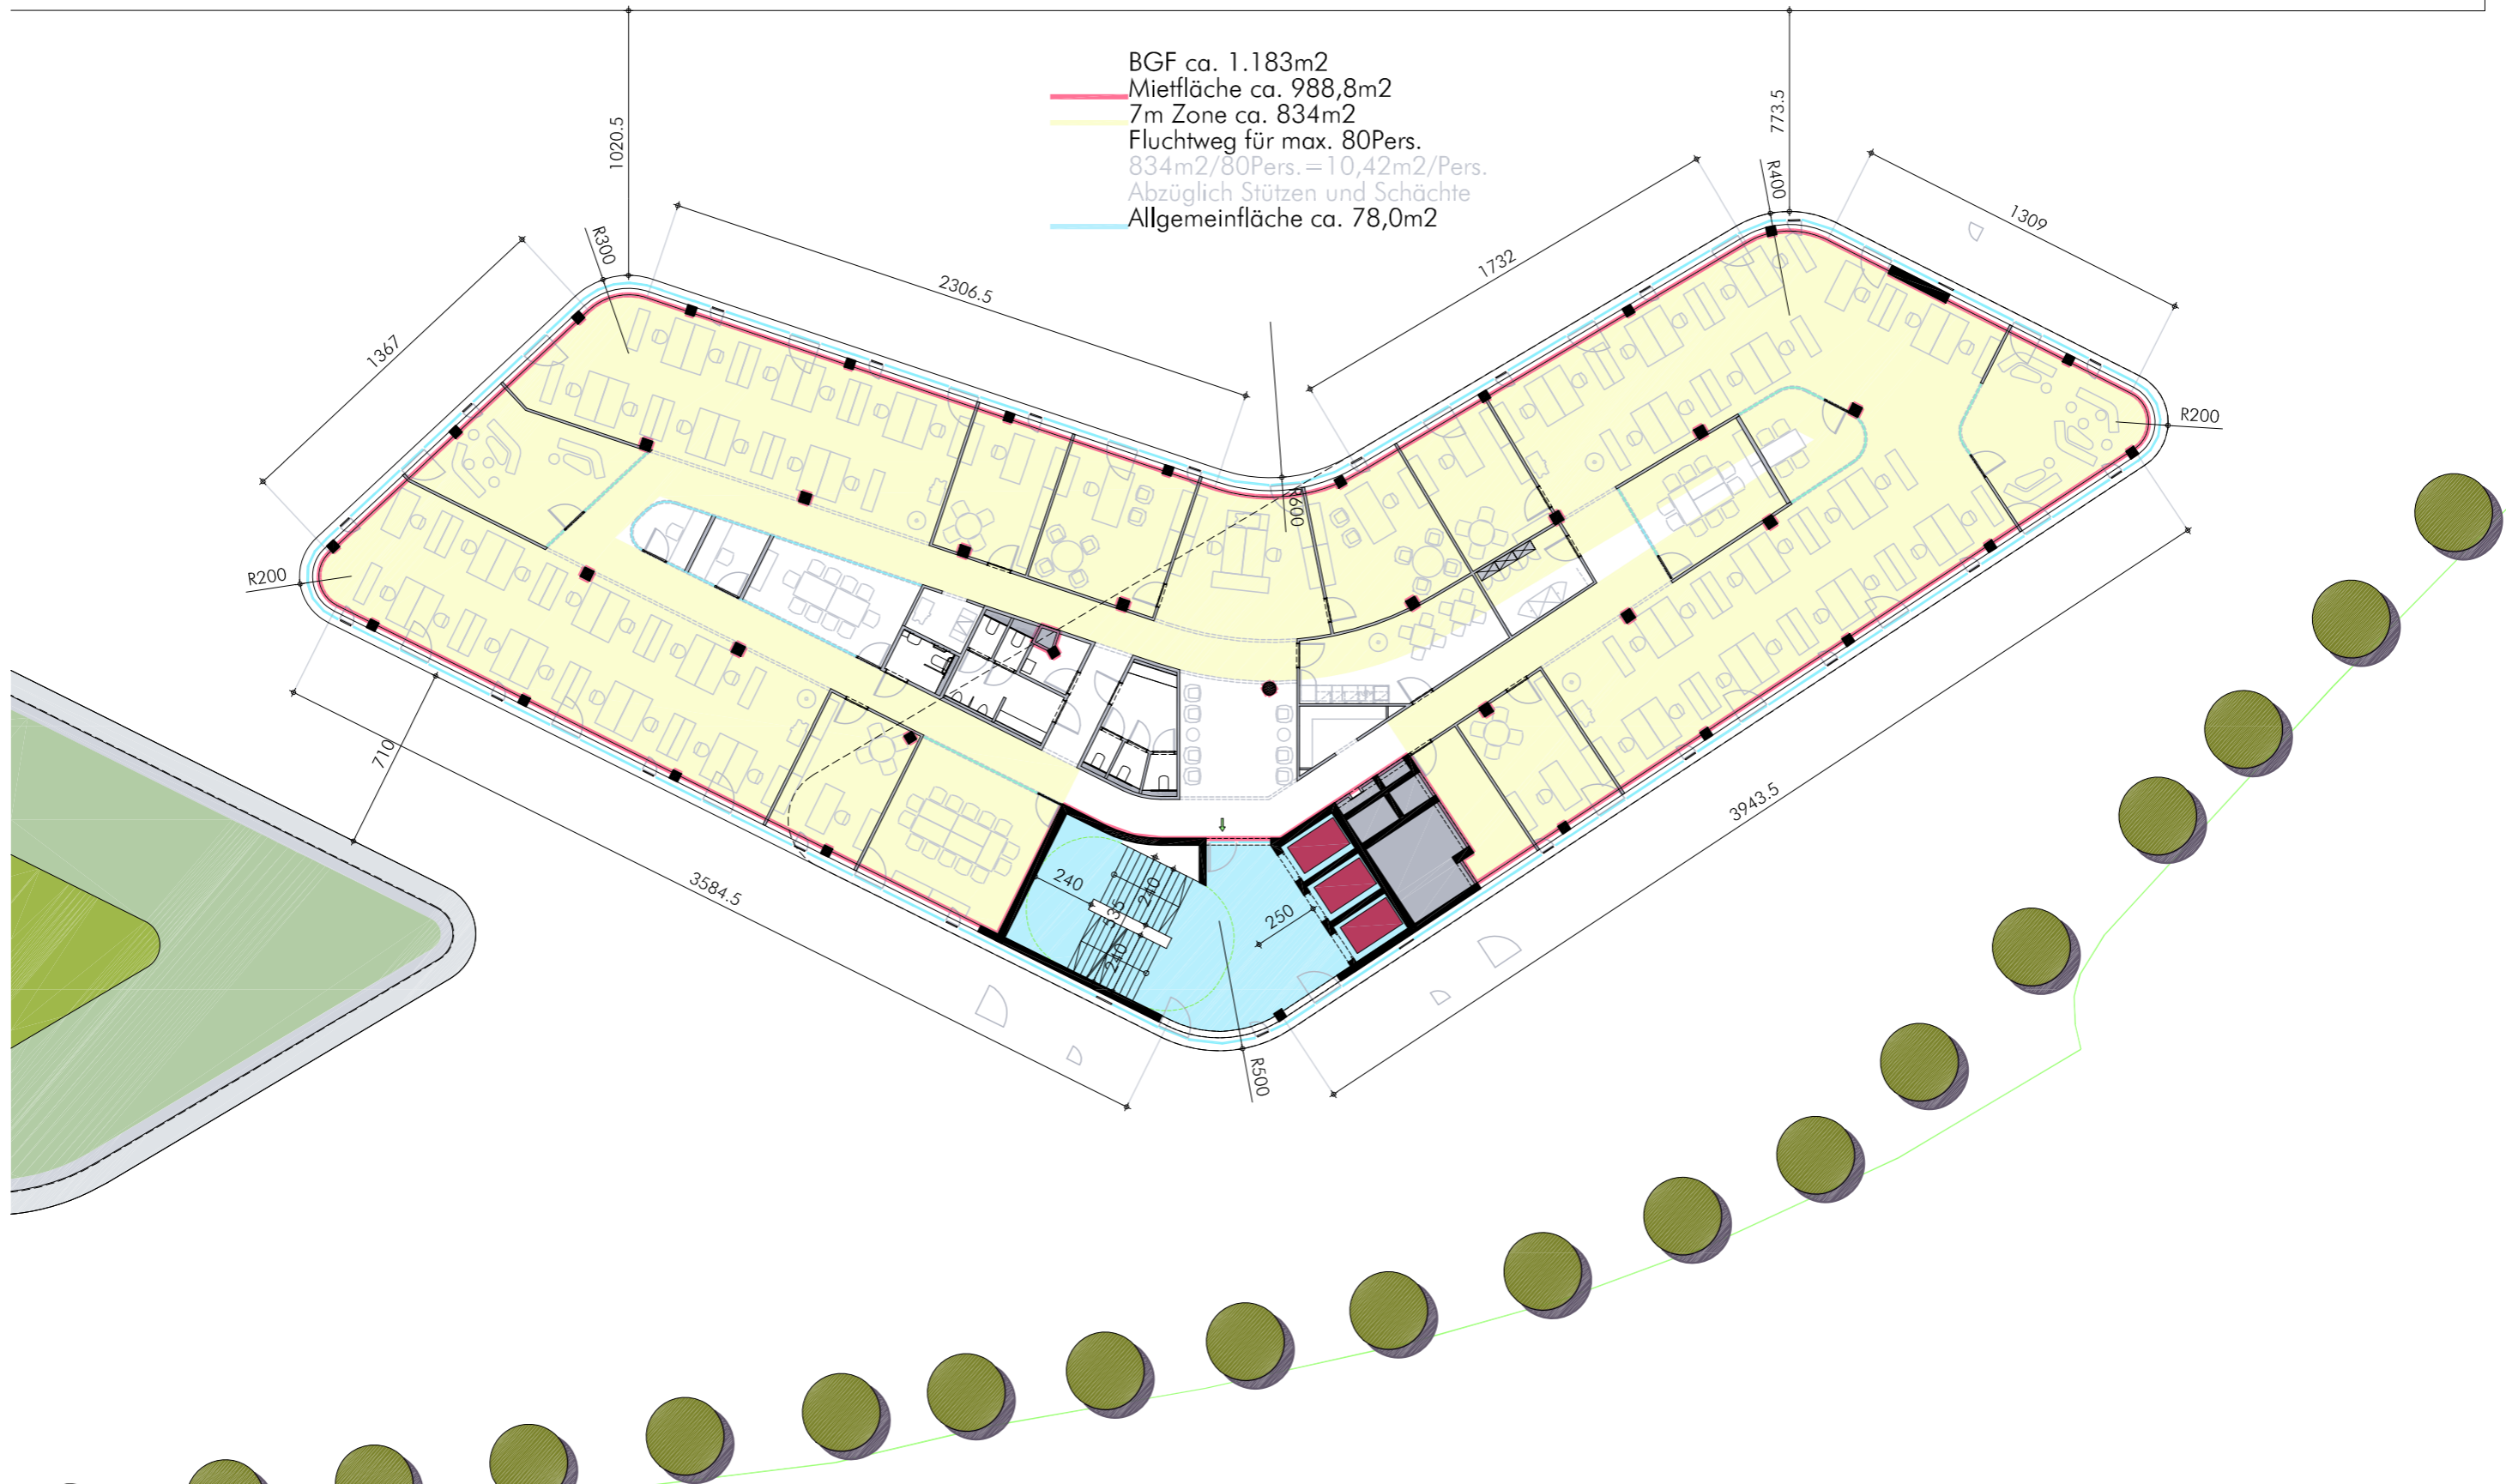 BGF ca. 1.183m2
Mietfläche ca. 988,8m2
7m Zone ca. 834m2
Fluchtweg für max. 80Pers.
834m2/80Pers.=10,42m2/Pers.
Abzüglich Stützen und Schächte
Allgemeinfläche ca. 78,0m2
1020.5
773.5
R400
1309
R300
2306.5
1732
1367
R200
R600
R200
710
3584.5
3943.5
240
240
535
240
250
R500